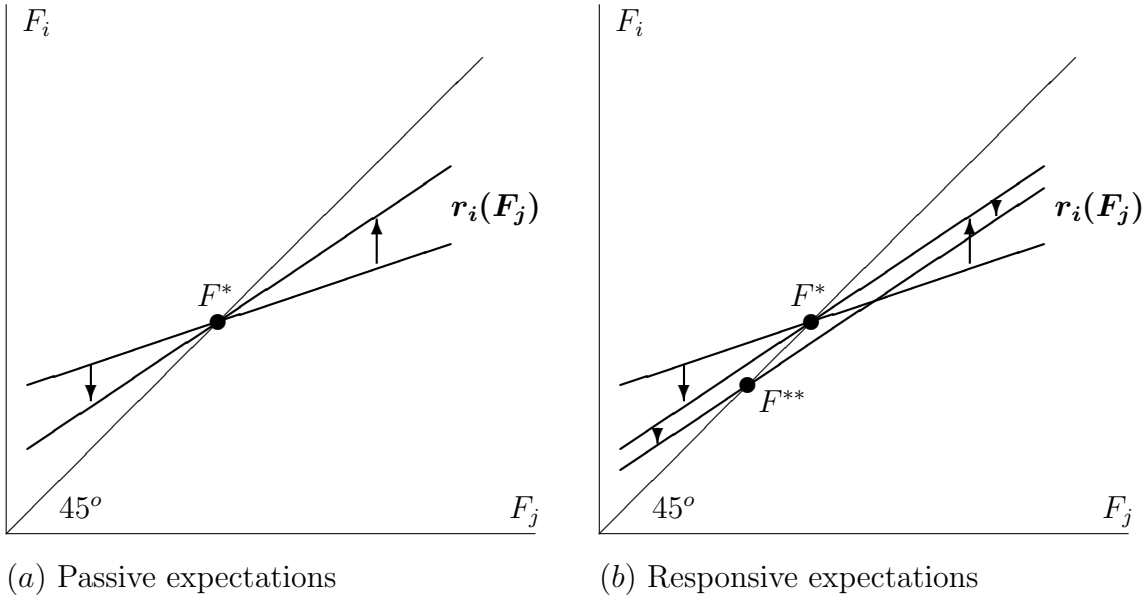 F_i
r_i(F_j)
F^*
45^o
F_j
(a) Passive expectations
F_i
r_i(F_j)
F^*
F^{**}
45^o
F_j
(b) Responsive expectations